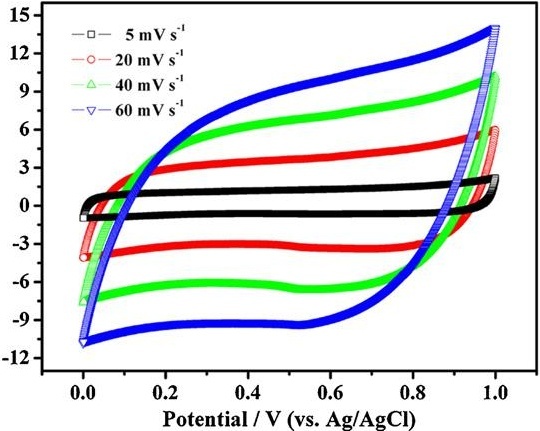 15
12
9
6
3
0
-3
-6
-9
-12
5 mV s⁻¹
20 mV s⁻¹
40 mV s⁻¹
60 mV s⁻¹
0.0 0.2 0.4 0.6 0.8 1.0
Potential / V (vs. Ag/AgCl)